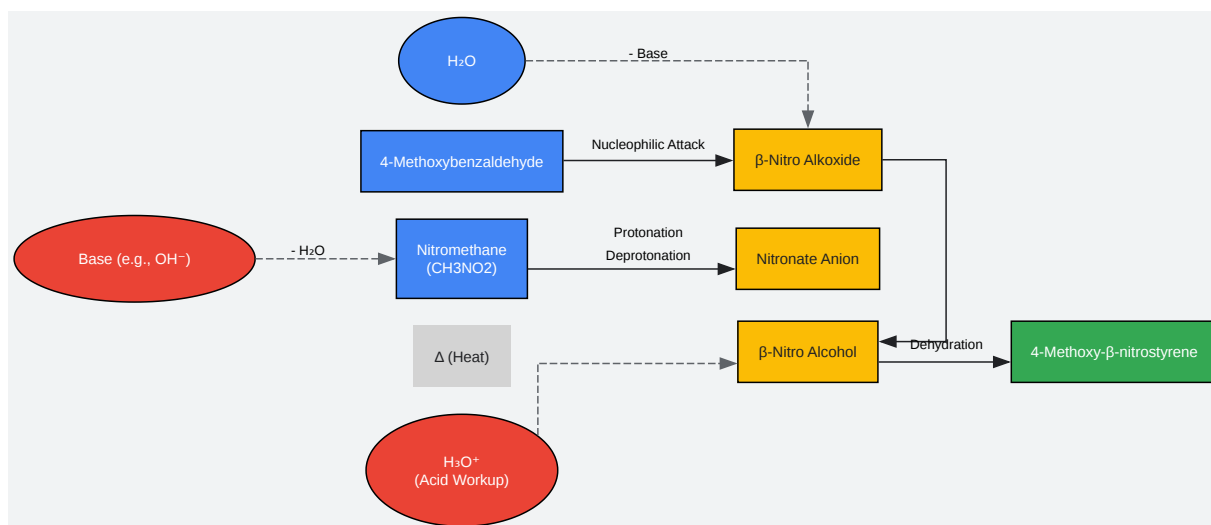 H₂O
- Base
4-Methoxybenzaldehyde
Nucleophilic Attack
β-Nitro Alkoxide
Base (e.g., OH⁻)
- H₂O
Nitromethane
(CH3NO2)
Protonation
Deprotonation
Nitronate Anion
Δ (Heat)
β-Nitro Alcohol
Dehydration
4-Methoxy-β-nitrostyrene
H₃O⁺
(Acid Workup)